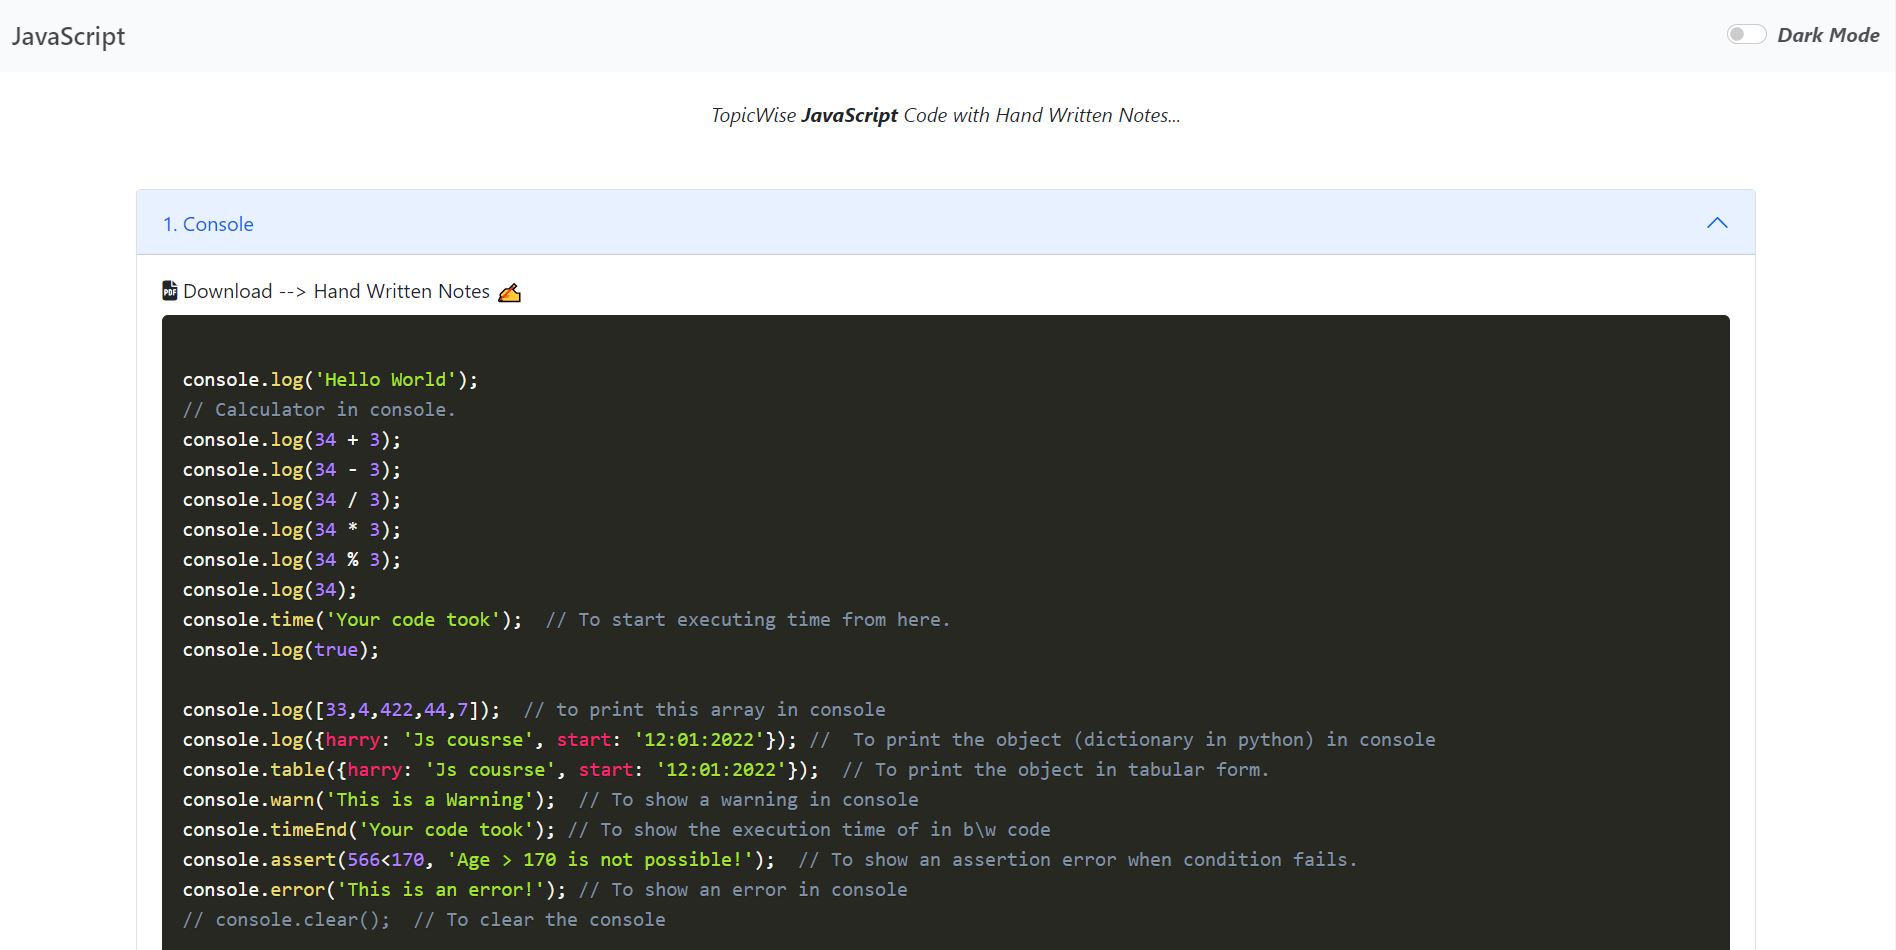 JavaScript
Dark Mode
TopicWise JavaScript Code with Hand Written Notes...
1. Console
PDF Download --> Hand Written Notes ✍
console.log('Hello World');
// Calculator in console.
console.log(34 + 3);
console.log(34 - 3);
console.log(34 / 3);
console.log(34 * 3);
console.log(34 % 3);
console.log(34);
console.time('Your code took');  // To start executing time from here.
console.log(true);
console.log([33,4,422,44,7]);  // to print this array in console
console.log({harry: 'Js cousrse', start: '12:01:2022'}); //  To print the object (dictionary in python) in console
console.table({harry: 'Js cousrse', start: '12:01:2022'});  // To print the object in tabular form.
console.warn('This is a Warning');  // To show a warning in console
console.timeEnd('Your code took'); // To show the execution time of in b\w code
console.assert(566<170, 'Age > 170 is not possible!');  // To show an assertion error when condition fails.
console.error('This is an error!'); // To show an error in console
// console.clear();  // To clear the console